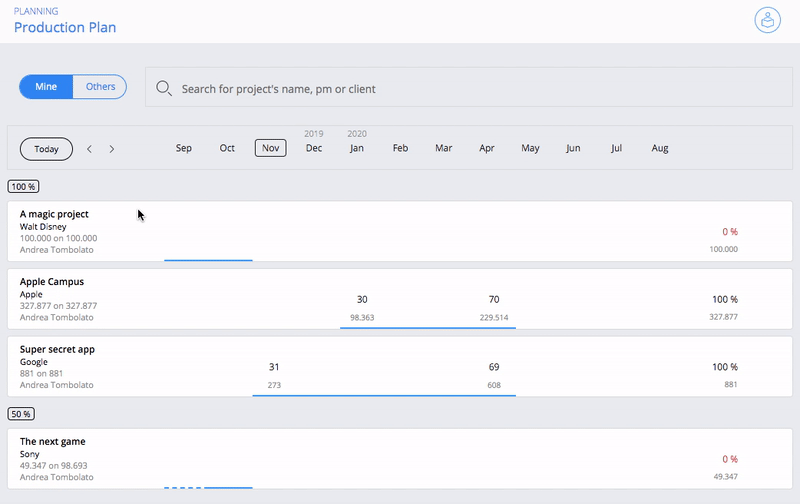 PLANNING
Production Plan
Mine Others
Search for project's name, pm or client
2019 2020
Today Sep Oct Nov Dec Jan Feb Mar Apr May Jun Jul Aug
100 %
A magic project
Walt Disney
0 %
100.000 on 100.000
100.000
Andrea Tombolato
Apple Campus
Apple
30 70 100 %
327.877 on 327.877
98.363 229.514 327.877
Andrea Tombolato
Super secret app
Google
31 69 100 %
881 on 881
273 608 881
Andrea Tombolato
50 %
The next game
Sony
0 %
49.347 on 98.693
49.347
Andrea Tombolato